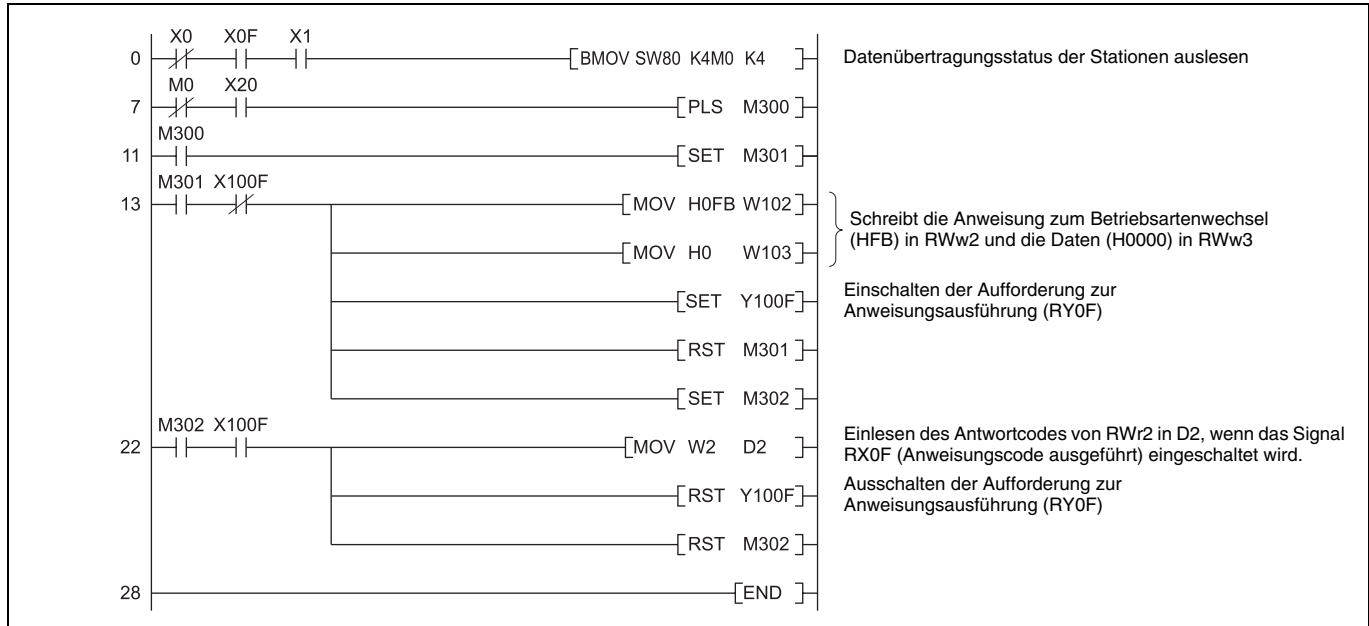 X0 X0F X1
0 [BMOV SW80 K4M0 K4 ] Datenübertragungsstatus der Stationen auslesen
M0 X20
7 [PLS M300 ]
M300
11 [SET M301 ]
M301 X100F
13 [MOV H0FB W102 ]
Schreibt die Anweisung zum Betriebsartenwechsel
(HFB) in RWw2 und die Daten (H0000) in RWw3
[MOV H0 W103 ]
[SET Y100F ] Einschalten der Aufforderung zur
Anweisungsausführung (RY0F)
[RST M301 ]
[SET M302 ]
M302 X100F
22 [MOV W2 D2 ] Einlesen des Antwortcodes von RWr2 in D2, wenn das Signal
RX0F (Anweisungscode ausgeführt) eingeschaltet wird.
[RST Y100F ] Ausschalten der Aufforderung zur
Anweisungsausführung (RY0F)
[RST M302 ]
28 [END ]